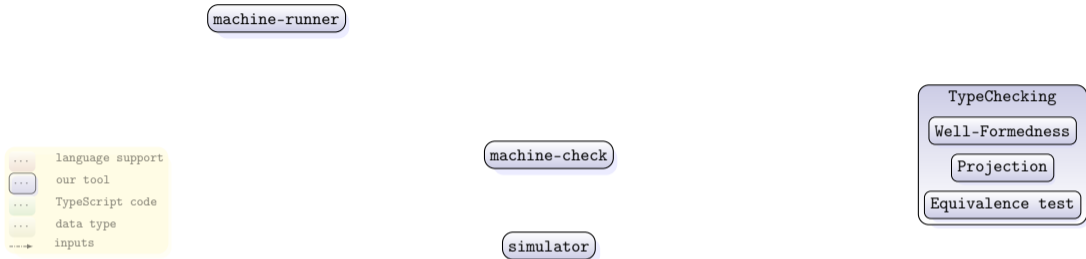 machine-runner
TypeChecking
Well-Formedness
machine-check
Projection
Equivalence test
simulator
... language support
... our tool
... TypeScript code
... data type
inputs